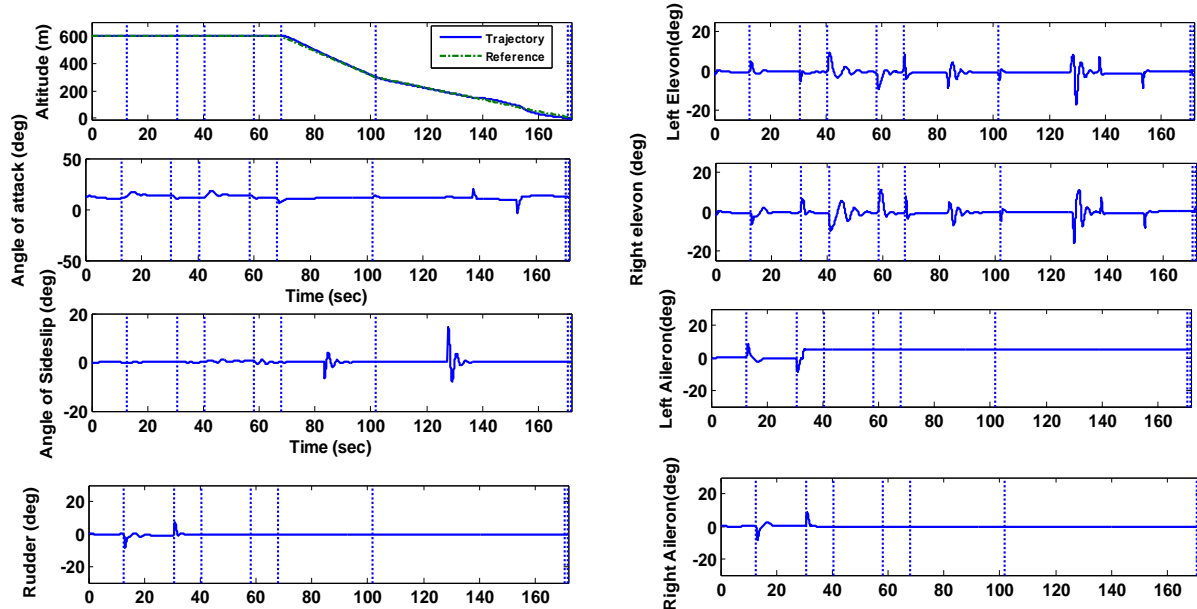 Altitude (m)
600
400
200
0
0 20 40 60 80 100 120 140 160
Trajectory
Reference
Angle of attack (deg)
50
0
-50
0 20 40 60 80 100 120 140 160
Time (sec)
Angle of Sideslip (deg)
20
0
-20
0 20 40 60 80 100 120 140 160
Time (sec)
Rudder (deg)
20
0
-20
0 20 40 60 80 100 120 140 160
Left Elevon(deg)
20
0
-20
0 20 40 60 80 100 120 140 160
Right elevon (deg)
20
0
-20
0 20 40 60 80 100 120 140 160
Left Aileron(deg)
20
0
-20
0 20 40 60 80 100 120 140 160
Right Aileron(deg)
20
0
-20
0 20 40 60 80 100 120 140 160